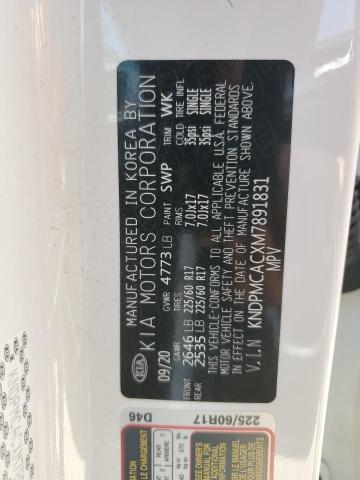 MANUFACTURED IN KOREA BY
KIA MOTORS CORPORATION
KIA
09/20
GVWR 4773 LB
PAINT SWP
TRIM WK
GAWR TIRES RIMS COLD TIRE INFL
FRONT 2646 LB 225/60 R17 7.0JX17 35psi SINGLE
REAR 2535 LB 225/60 R17 7.0JX17 35psi SINGLE
THIS VEHICLE CONFORMS TO ALL APPLICABLE U.S.A. FEDERAL
MOTOR VEHICLE SAFETY AND THEFT PREVENTION STANDARDS
IN EFFECT ON THE DATE OF MANUFACTURE SHOWN ABOVE.
V.I.N KNDPMCACXM7891831
MPV
225/60R17
D46